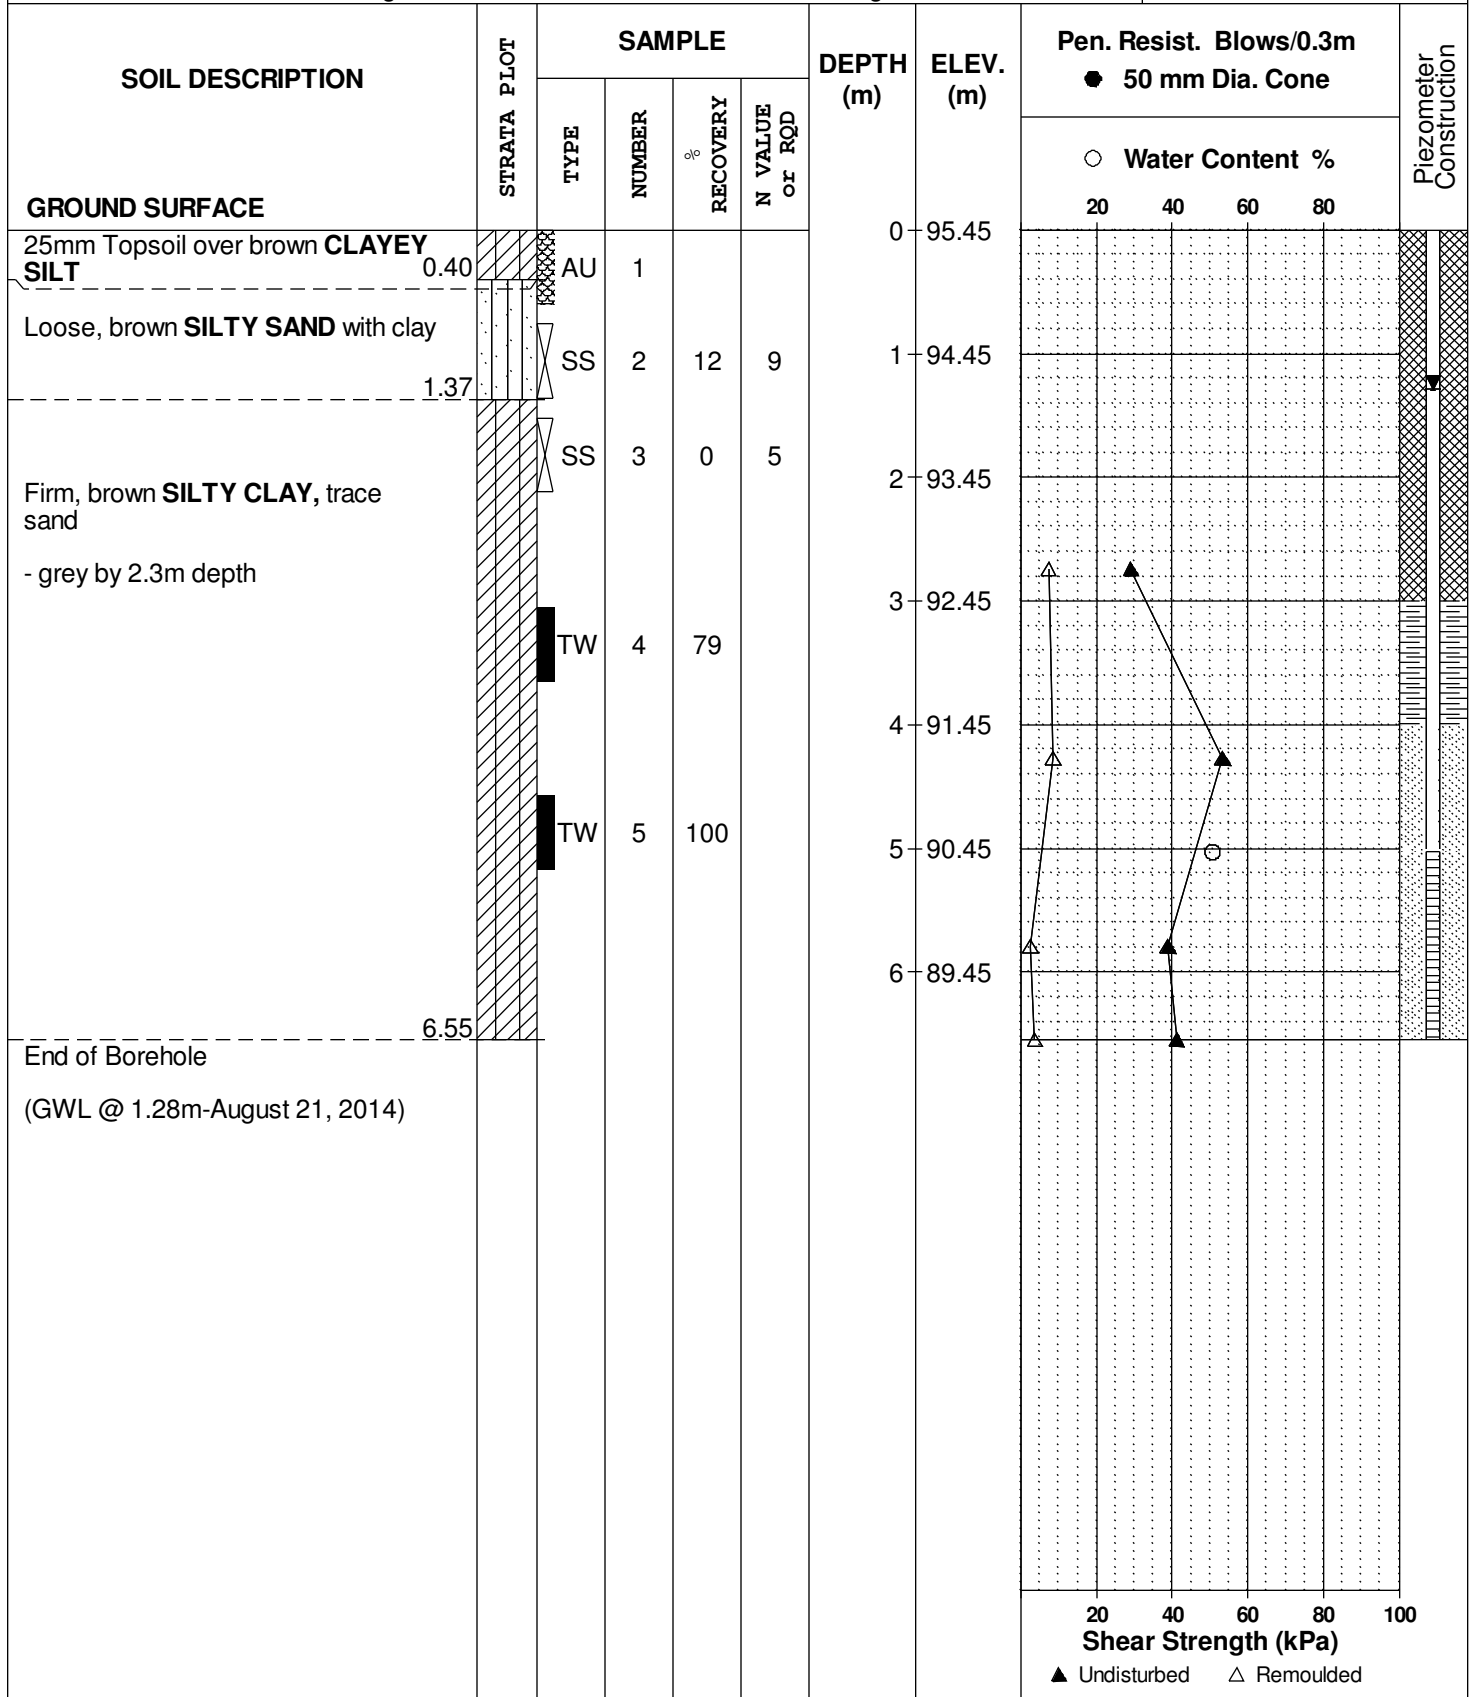 SOIL DESCRIPTION
GROUND SURFACE
STRATA PLOT
SAMPLE
TYPE
NUMBER
%
RECOVERY
N VALUE
or RQD
DEPTH
(m)
ELEV.
(m)
Pen. Resist. Blows/0.3m
● 50 mm Dia. Cone
○ Water Content %
20 40 60 80
Piezometer
Construction
0 95.45
25mm Topsoil over brown CLAYEY
SILT 0.40
AU 1
Loose, brown SILTY SAND with clay
SS 2 12 9
1 94.45
1.37
SS 3 0 5
2 93.45
Firm, brown SILTY CLAY, trace
sand
- grey by 2.3m depth
3 92.45
TW 4 79
4 91.45
TW 5 100
5 90.45
6 89.45
6.55
End of Borehole
(GWL @ 1.28m-August 21, 2014)
20 40 60 80 100
Shear Strength (kPa)
▲ Undisturbed △ Remoulded